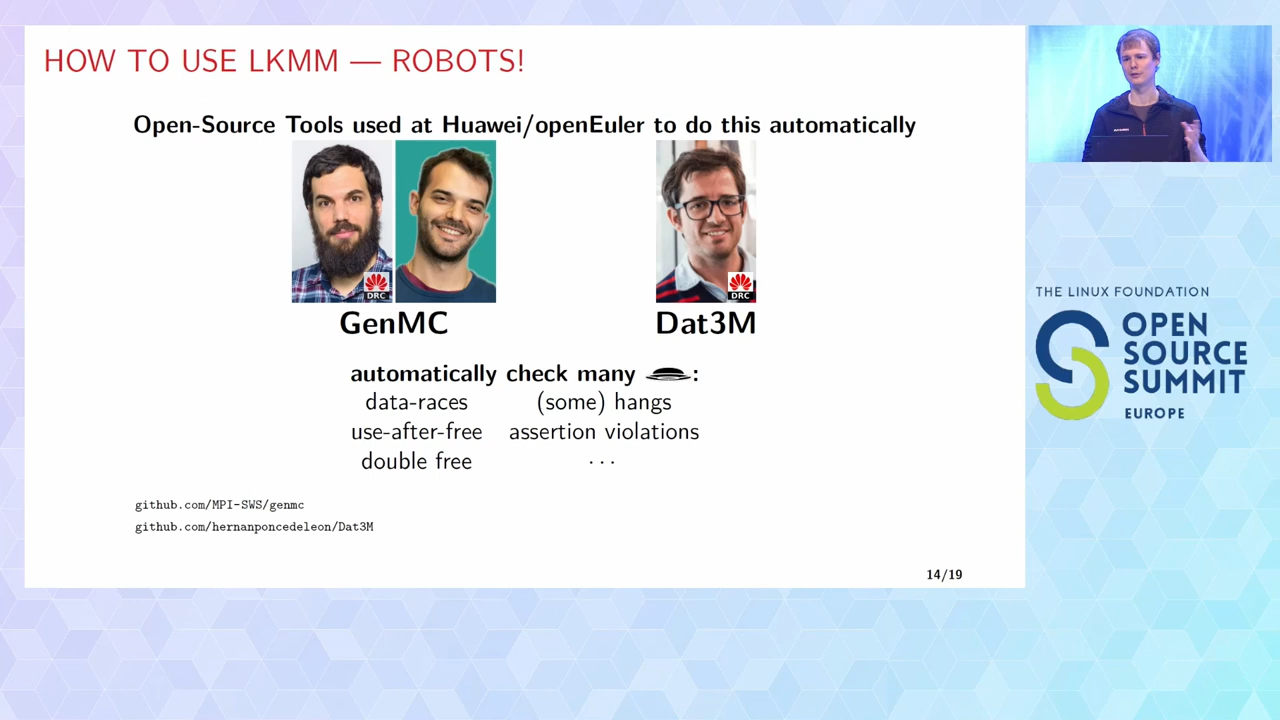 HOW TO USE LKMM — ROBOTS!
Open-Source Tools used at Huawei/openEuler to do this automatically
DRC
DRC
GenMC
Dat3M
automatically check many :
data-races
(some) hangs
use-after-free
assertion violations
double free
...
github.com/MPI-SWS/genmc
github.com/hernanponcedeleon/Dat3M
14/19
THE LINUX FOUNDATION
OPEN
SOURCE
SUMMIT
EUROPE